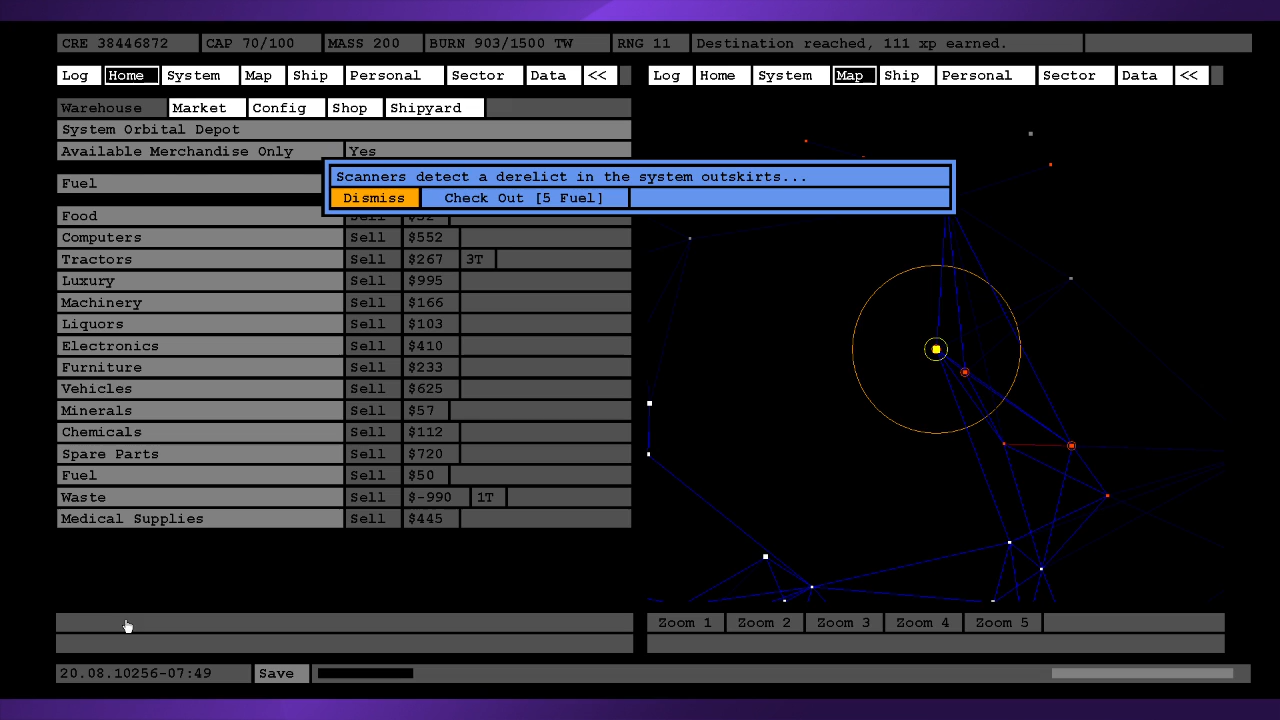 CRE 38446872 CAP 70/100 MASS 200 BURN 903/1500 TW RNG 11 Destination reached, 111 xp earned.
Log Home System Map Ship Personal Sector Data <<
Log Home System Map Ship Personal Sector Data <<
Warehouse Market Config Shop Shipyard
System Orbital Depot
Available Merchandise Only Yes
Scanners detect a derelict in the system outskirts...
Dismiss Check Out [5 Fuel]
Fuel
Food Sell
Computers Sell $552
Tractors Sell $267 3T
Luxury Sell $995
Machinery Sell $166
Liquors Sell $103
Electronics Sell $410
Furniture Sell $233
Vehicles Sell $625
Minerals Sell $57
Chemicals Sell $112
Spare Parts Sell $720
Fuel Sell $50
Waste Sell $-990 1T
Medical Supplies Sell $445
Zoom 1 Zoom 2 Zoom 3 Zoom 4 Zoom 5
20.08.10256-07:49 Save